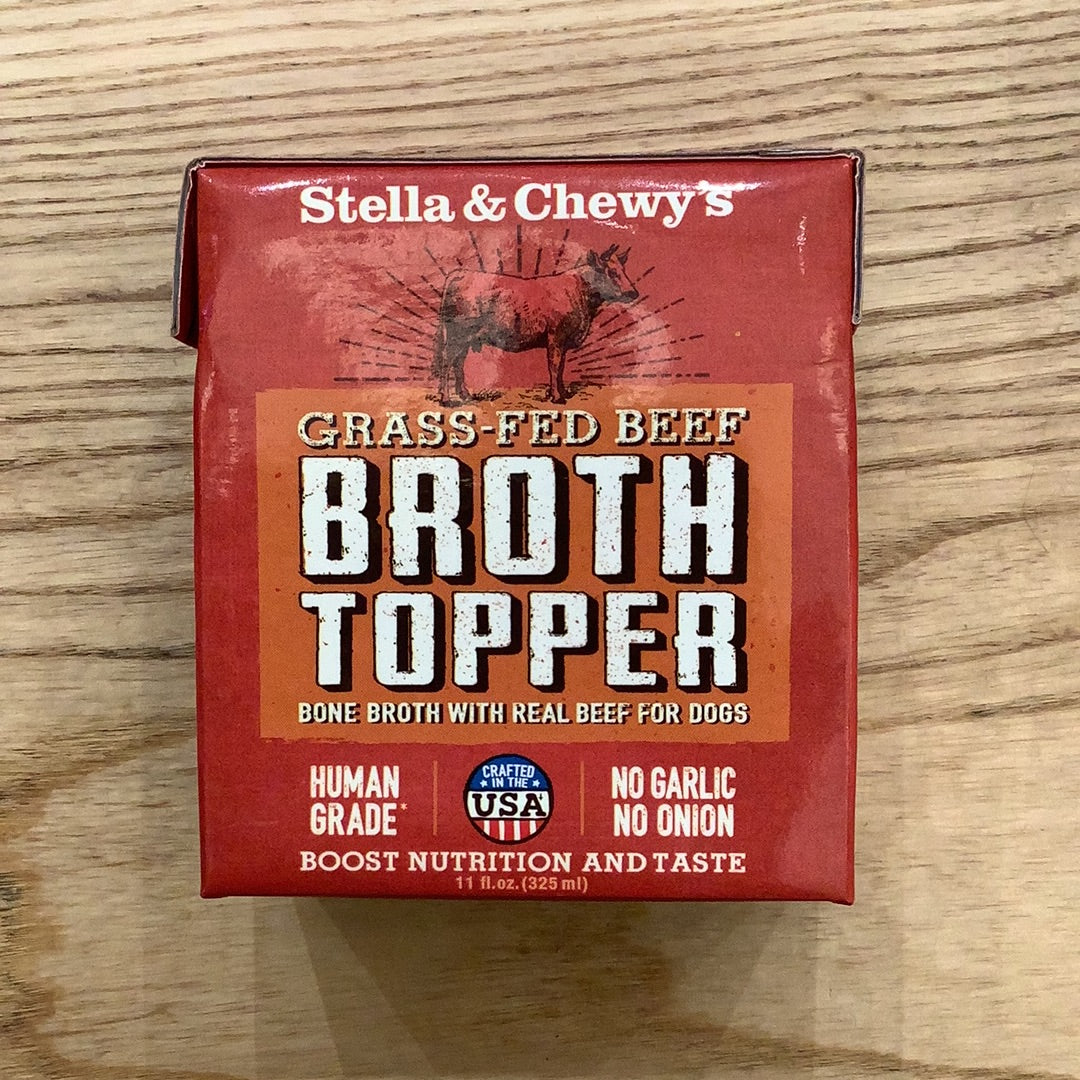 Stella & Chewy's
GRASS-FED BEEF
BROTH
TOPPER
BONE BROTH WITH REAL BEEF FOR DOGS
HUMAN
GRADE*
CRAFTED
IN THE
USA†
NO GARLIC
NO ONION
BOOST NUTRITION AND TASTE
11 fl.oz.(325 ml)